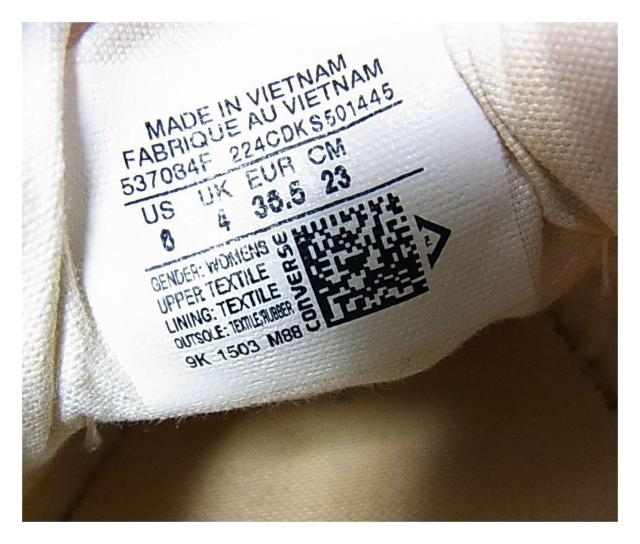 MADE IN VIETNAM
FABRIQUE AU VIETNAM
537084F 224CDKS501445
US UK EUR CM
6 4 36.5 23
GENDER: WOMENS
UPPER TEXTILE
LINING: TEXTILE
OUTSOLE: TEXTILE/RUBBER
9K 1503 M88
CONVERSE
E